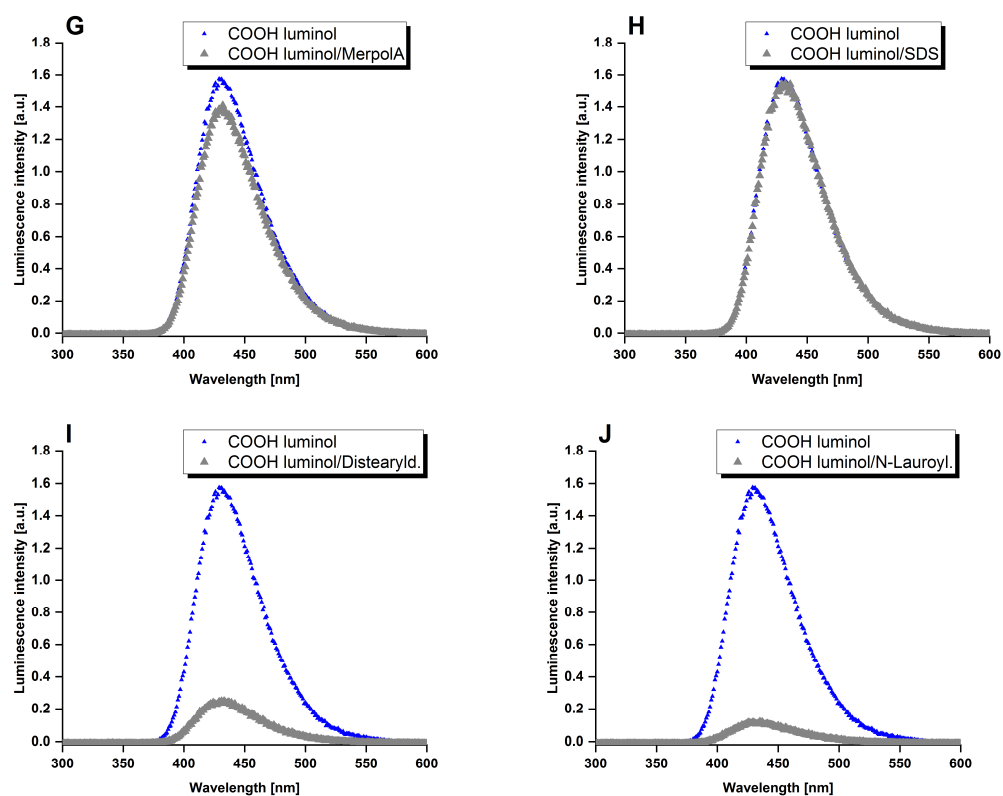 G
COOH luminol
COOH luminol/MerpolA
Luminescence intensity [a.u.]
1.8
1.6
1.4
1.2
1.0
0.8
0.6
0.4
0.2
0.0
300 350 400 450 500 550 600
Wavelength [nm]
H
COOH luminol
COOH luminol/SDS
Luminescence intensity [a.u.]
1.8
1.6
1.4
1.2
1.0
0.8
0.6
0.4
0.2
0.0
300 350 400 450 500 550 600
Wavelength [nm]
I
COOH luminol
COOH luminol/Distearyld.
Luminescence intensity [a.u.]
1.8
1.6
1.4
1.2
1.0
0.8
0.6
0.4
0.2
0.0
300 350 400 450 500 550 600
Wavelength [nm]
J
COOH luminol
COOH luminol/N-Lauroyl.
Luminescence intensity [a.u.]
1.8
1.6
1.4
1.2
1.0
0.8
0.6
0.4
0.2
0.0
300 350 400 450 500 550 600
Wavelength [nm]